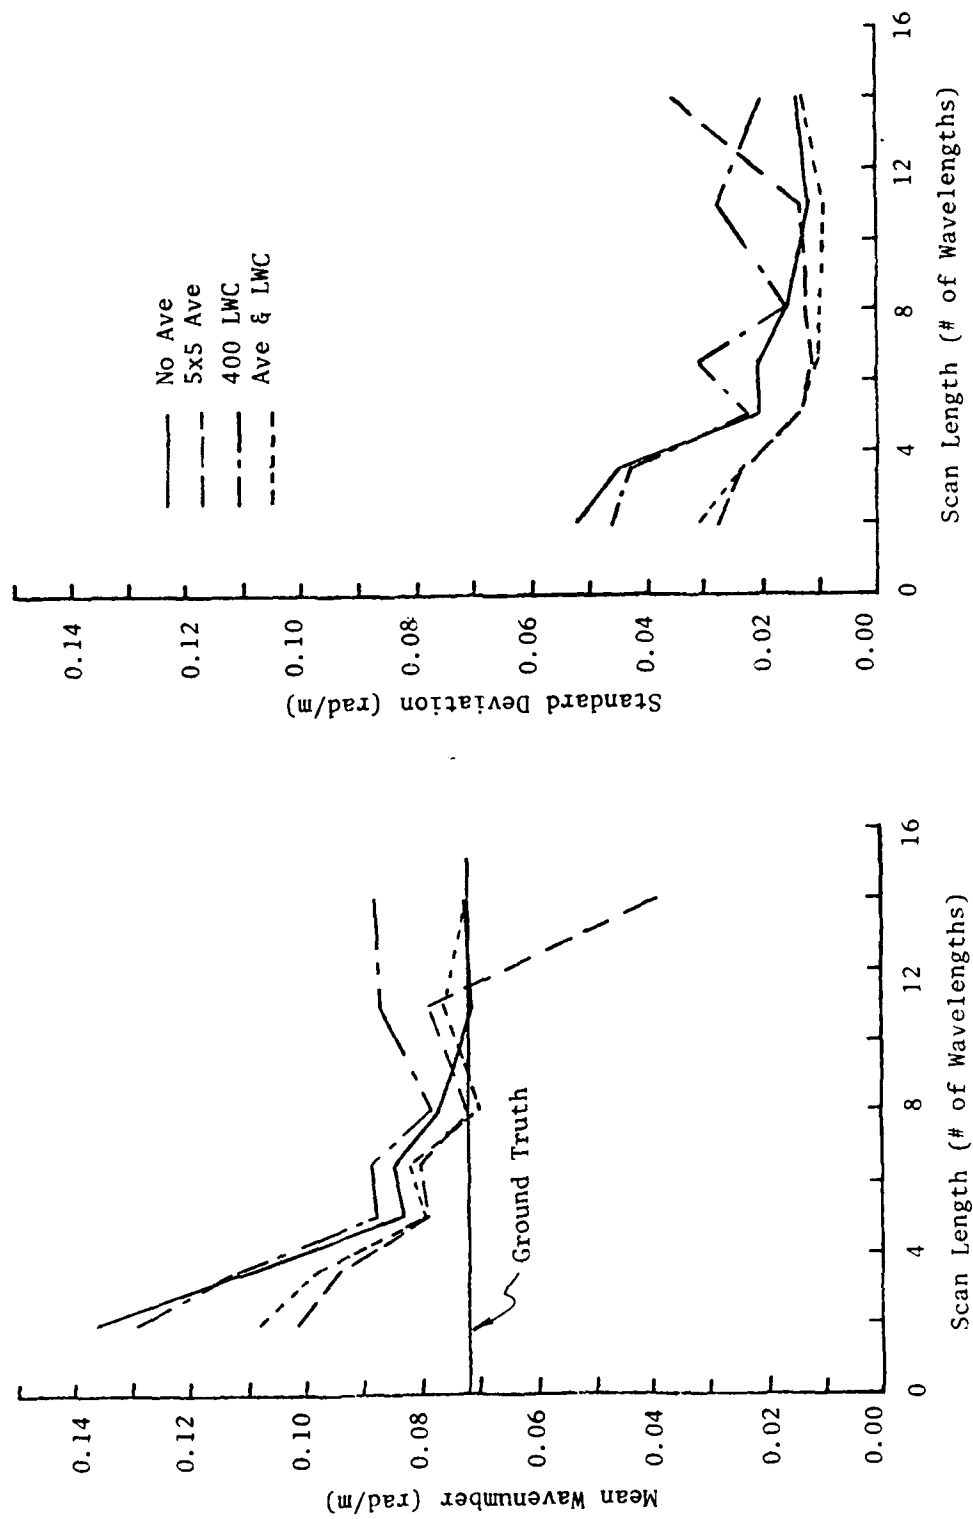 Mean Wavenumber (rad/m)
0.14
0.12
0.10
0.08
0.06
0.04
0.02
0.00
0
4
8
12
16
Scan Length (# of Wavelengths)
Ground Truth
Standard Deviation (rad/m)
0.14
0.12
0.10
0.08
0.06
0.04
0.02
0.00
0
4
8
12
16
Scan Length (# of Wavelengths)
No Ave
5x5 Ave
400 LWC
Ave & LWC